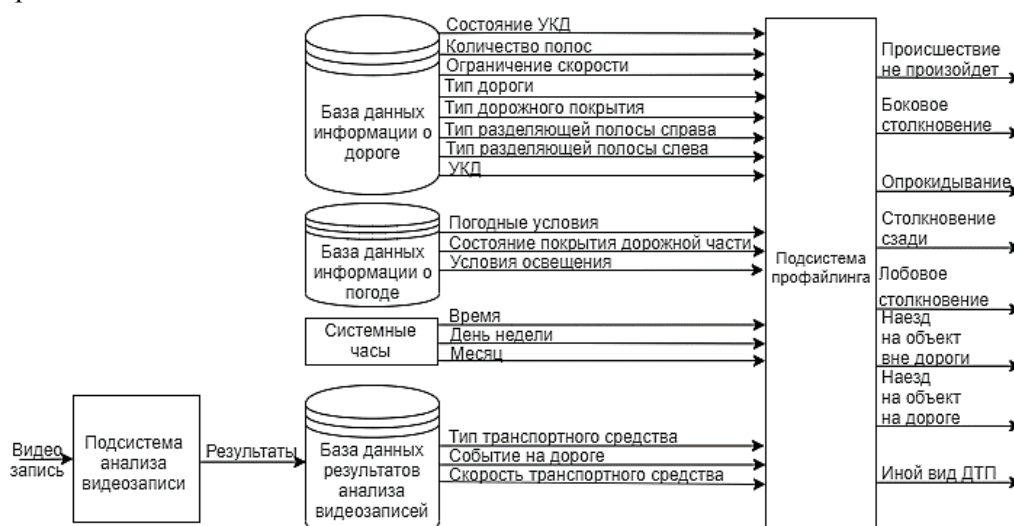 Состояние УКД
Количество полос
Ограничение скорости
Тип дороги
Тип дорожного покрытия
Тип разделяющей полосы справа
Тип разделяющей полосы слева
УКД
База данных
информации о
дороге
Погодные условия
Состояние покрытия дорожной части
Условия освещения
База данных
информации о
погоде
Системные
часы
Время
День недели
Месяц
Видео
запись
Подсистема
анализа
видеозаписи
Результаты
База данных
результатов
анализа
видеозаписей
Тип транспортного средства
Событие на дороге
Скорость транспортного средства
Подсистема
профайлинга
Происшествие
не произойдет
Боковое
столкновение
Опрокидывание
Столкновение
сзади
Лобовое
столкновение
Наезд
на объект
вне дороги
Наезд
на объект
на дороге
Иной вид ДТП